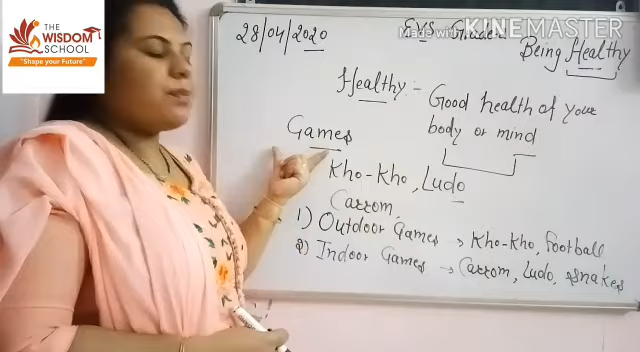 THE
WISDOM
SCHOOL
"Shape your Future"
28/04/2020
EVS Grade-
Made with KINEMASTER
Being Healthy
Healthy:- Good health of your
body or mind
Games
Kho-Kho, Ludo
Carrom.
1) Outdoor Games → Kho-Kho, football
2) Indoor Games → Carrom, Ludo, snakes